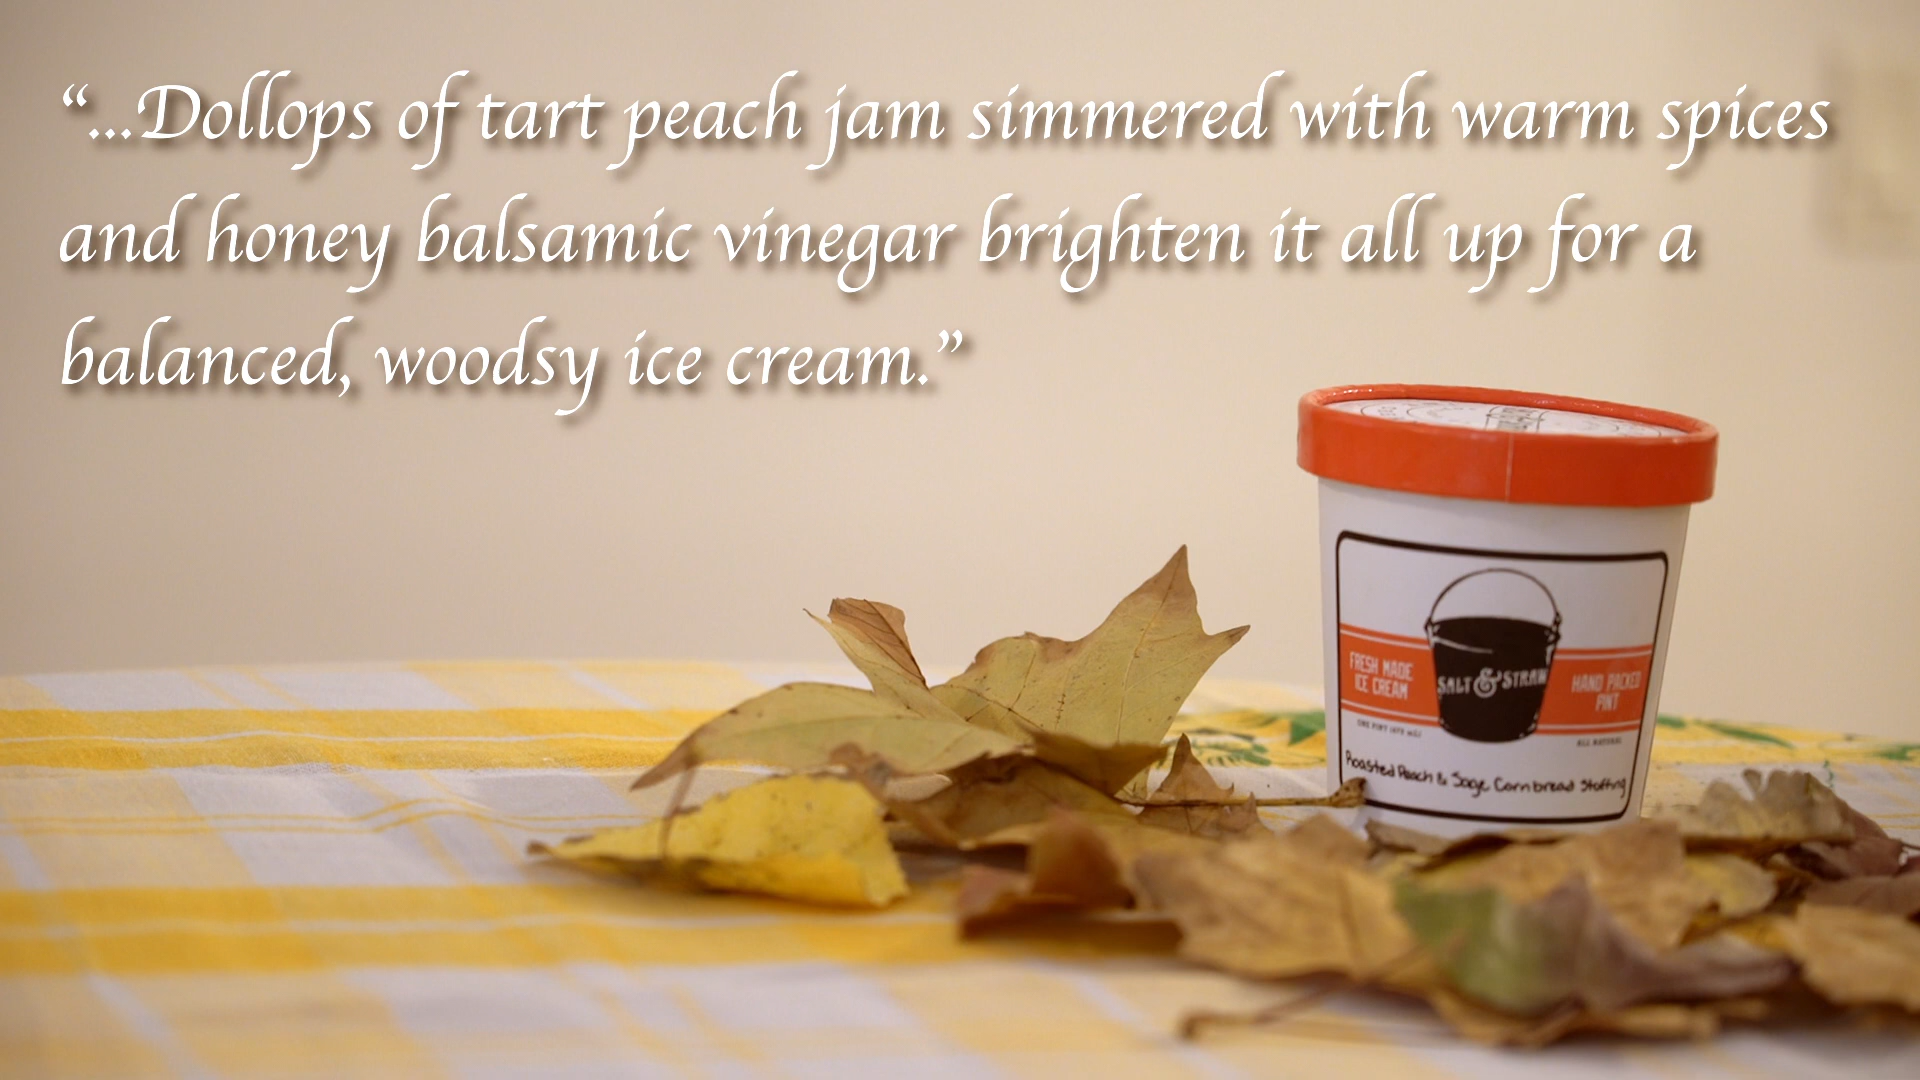 “...Dollops of tart peach jam simmered with warm spices
and honey balsamic vinegar brighten it all up for a
balanced, woodsy ice cream.”
FRESH MADE
ICE CREAM
SALT & STRAW
HAND PACKED
PINT
ALL NATURAL
Roasted Peach & Sage Cornbread Stuffing